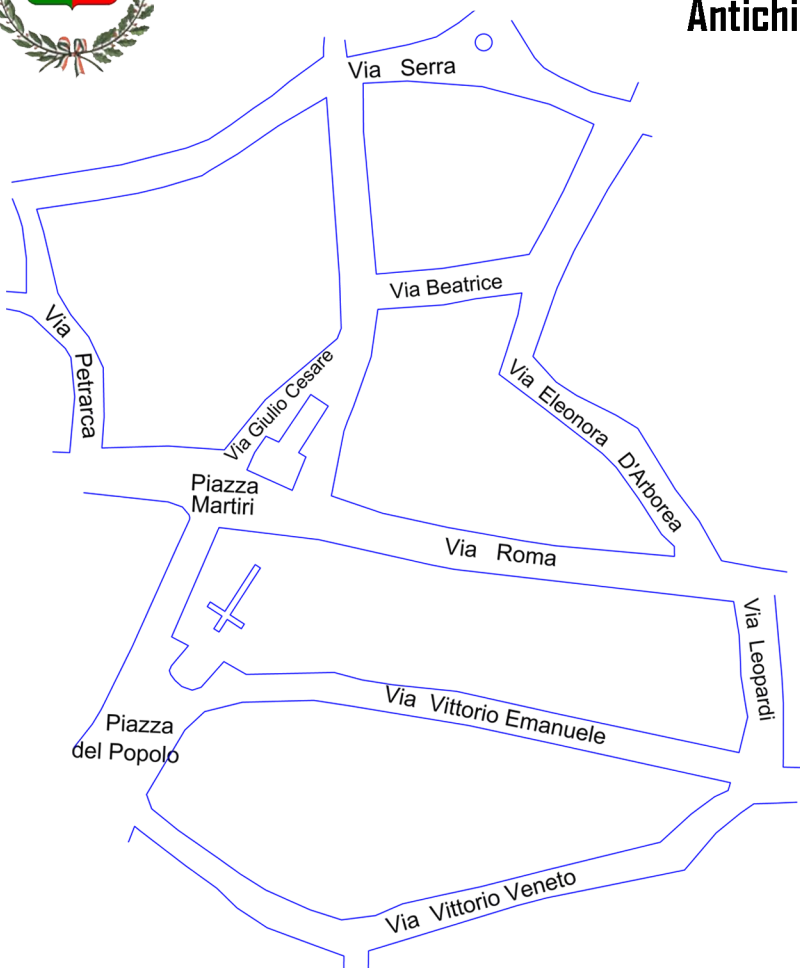 Antichi
Via Serra
Via Beatrice
Via
Petrarca
Via Giulio Cesare
Via Eleonora D'Arborea
Piazza
Martiri
Via Roma
Via Leopardi
Via Vittorio Emanuele
Piazza
del Popolo
Via Vittorio Veneto